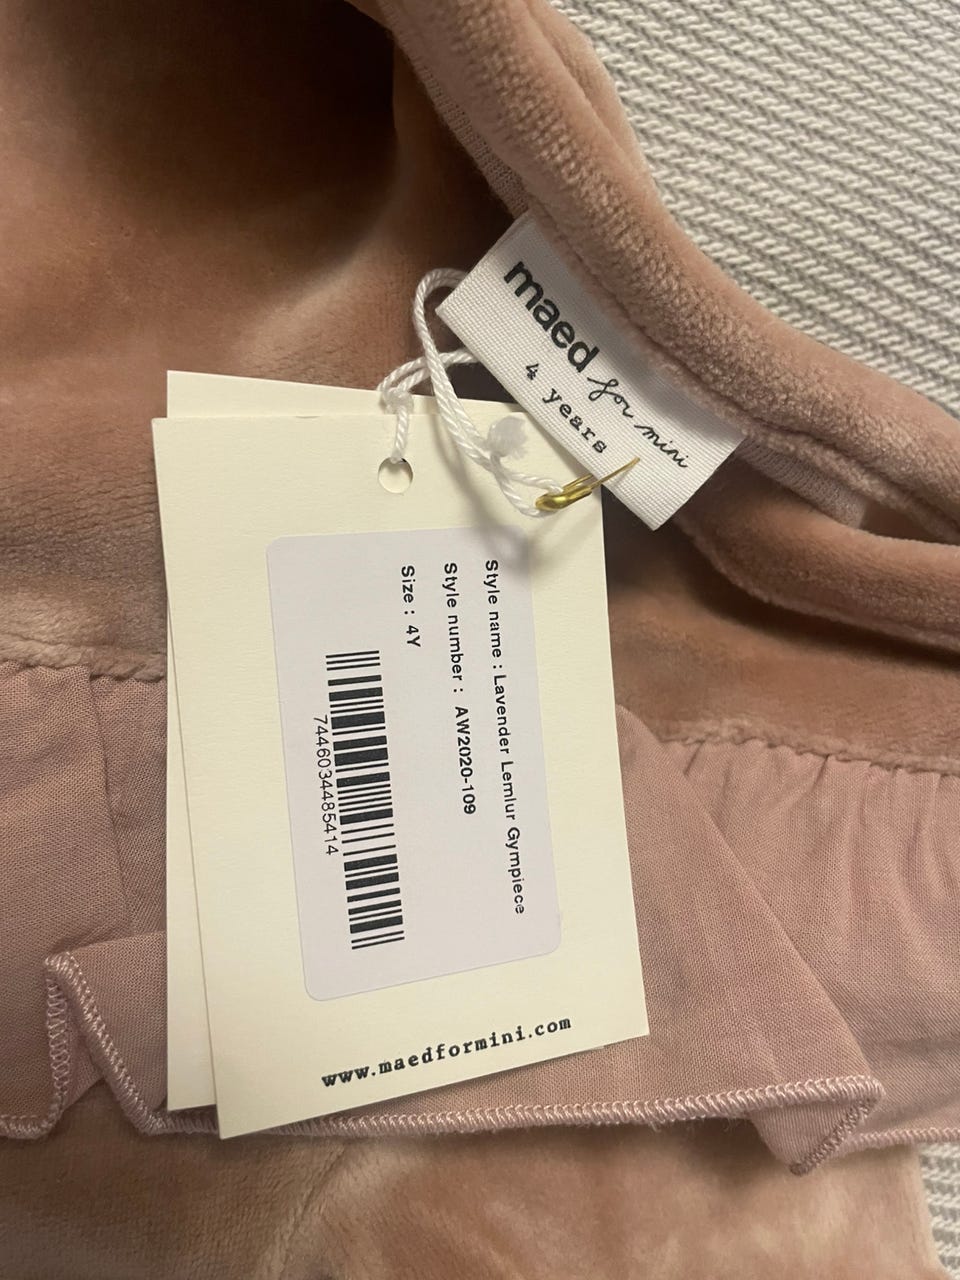 maed for mini
4 years
Style name : Lavender Lemlur Gympiece
Style number : AW2020-109
Size : 4Y
7446034485414
www.maedformini.com